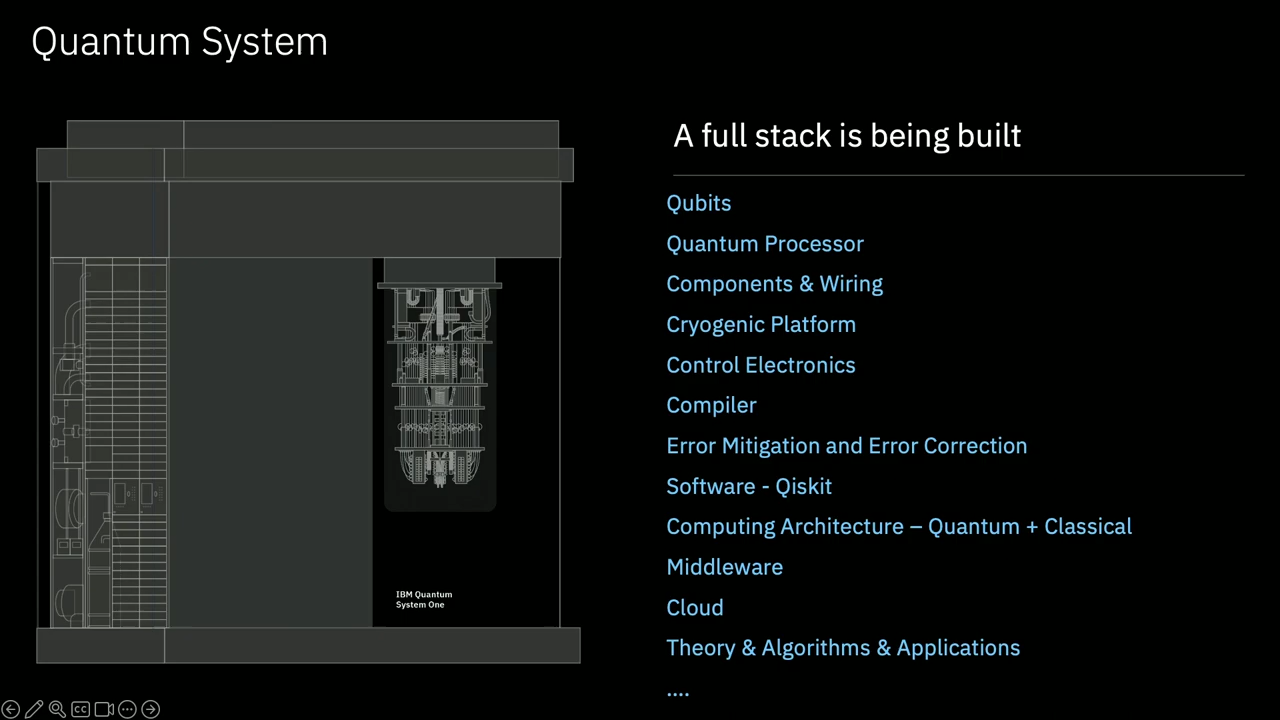 Quantum System
A full stack is being built
Qubits
Quantum Processor
Components & Wiring
Cryogenic Platform
Control Electronics
Compiler
Error Mitigation and Error Correction
Software - Qiskit
Computing Architecture – Quantum + Classical
Middleware
Cloud
Theory & Algorithms & Applications
....
IBM Quantum
System One
CC